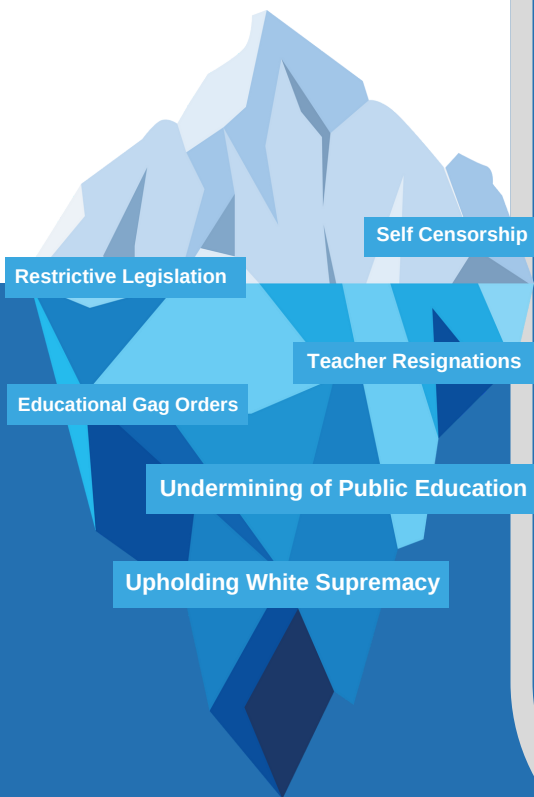 Self Censorship
Restrictive Legislation
Teacher Resignations
Educational Gag Orders
Undermining of Public Education
Upholding White Supremacy